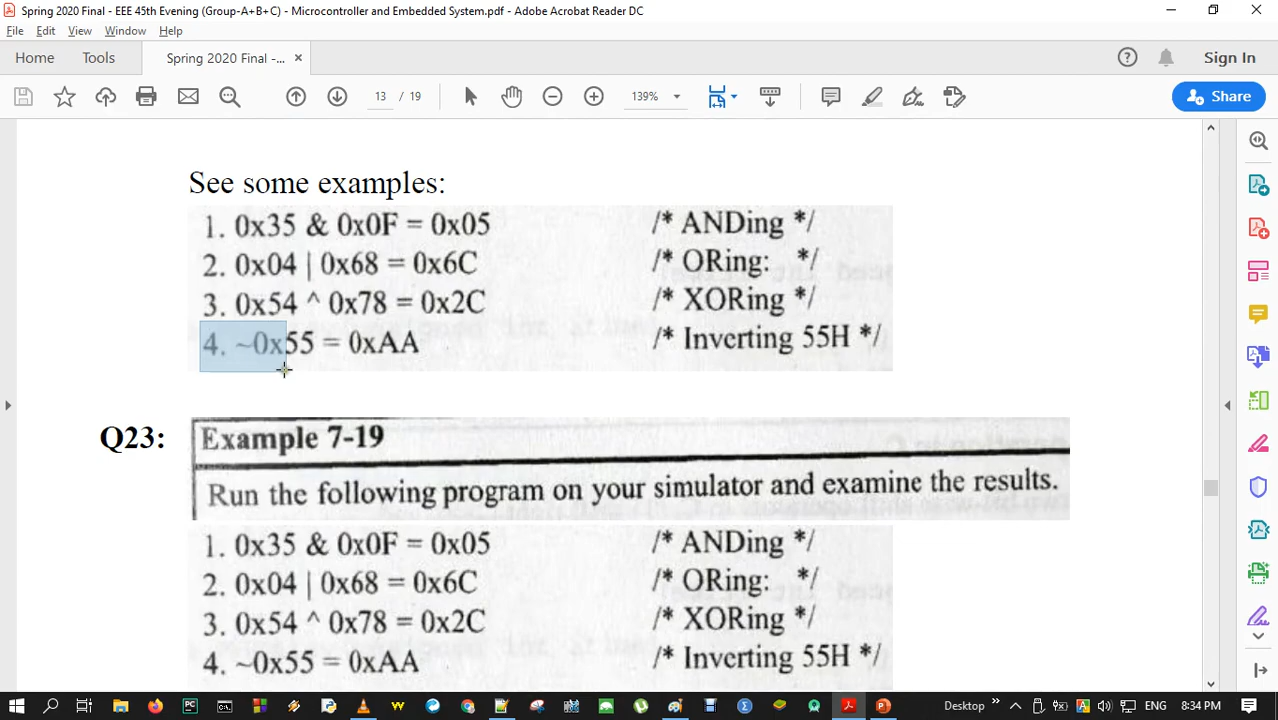 Spring 2020 Final - EEE 45th Evening (Group-A+B+C) - Microcontroller and Embedded System.pdf - Adobe Acrobat Reader DC
File Edit View Window Help
Home Tools Spring 2020 Final -... × Sign In
13 / 19 139% Share
See some examples:
1. 0x35 & 0x0F = 0x05 /* ANDing */
2. 0x04 | 0x68 = 0x6C /* ORing: */
3. 0x54 ^ 0x78 = 0x2C /* XORing */
4. ~0x55 = 0xAA /* Inverting 55H */
Q23: Example 7-19
Run the following program on your simulator and examine the results.
1. 0x35 & 0x0F = 0x05 /* ANDing */
2. 0x04 | 0x68 = 0x6C /* ORing: */
3. 0x54 ^ 0x78 = 0x2C /* XORing */
4. ~0x55 = 0xAA /* Inverting 55H */
Desktop » ENG 8:34 PM